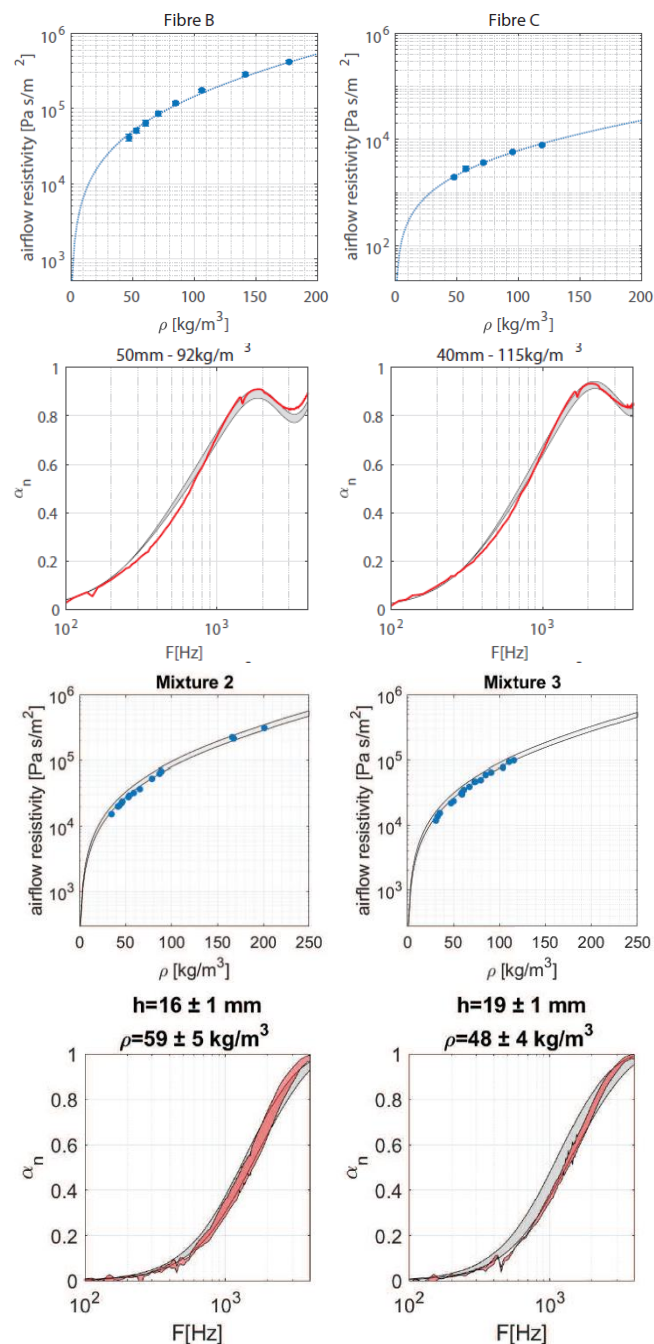 Fibre B
airflow resistivity [Pa s/m 2]
10^6
10^5
10^4
10^3
0 50 100 150 200
ρ [kg/m³]
Fibre C
airflow resistivity [Pa s/m 2]
10^6
10^4
10^2
0 50 100 150 200
ρ [kg/m³]
50mm - 92kg/m 3
α_n
1
0.8
0.6
0.4
0.2
0
10^2 10^3
F[Hz]
40mm - 115kg/m 3
α_n
1
0.8
0.6
0.4
0.2
0
10^2 10^3
F[Hz]
Mixture 2
airflow resistivity [Pa s/m²]
10^6
10^5
10^4
10^3
0 50 100 150 200 250
ρ [kg/m³]
Mixture 3
airflow resistivity [Pa s/m²]
10^6
10^5
10^4
10^3
0 50 100 150 200 250
ρ [kg/m³]
h=16 ± 1 mm
ρ=59 ± 5 kg/m³
α_n
1
0.8
0.6
0.4
0.2
0
10^2 10^3
F[Hz]
h=19 ± 1 mm
ρ=48 ± 4 kg/m³
α_n
1
0.8
0.6
0.4
0.2
0
10^2 10^3
F[Hz]